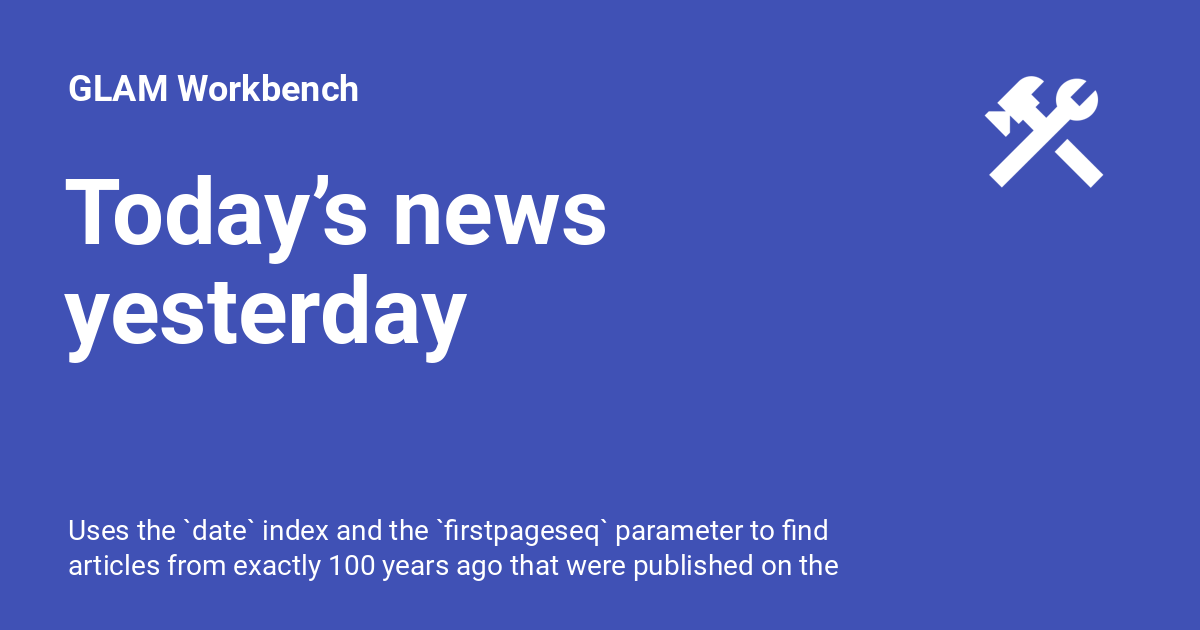 GLAM Workbench
Today’s news
yesterday
Uses the `date` index and the `firstpageseq` parameter to find
articles from exactly 100 years ago that were published on the